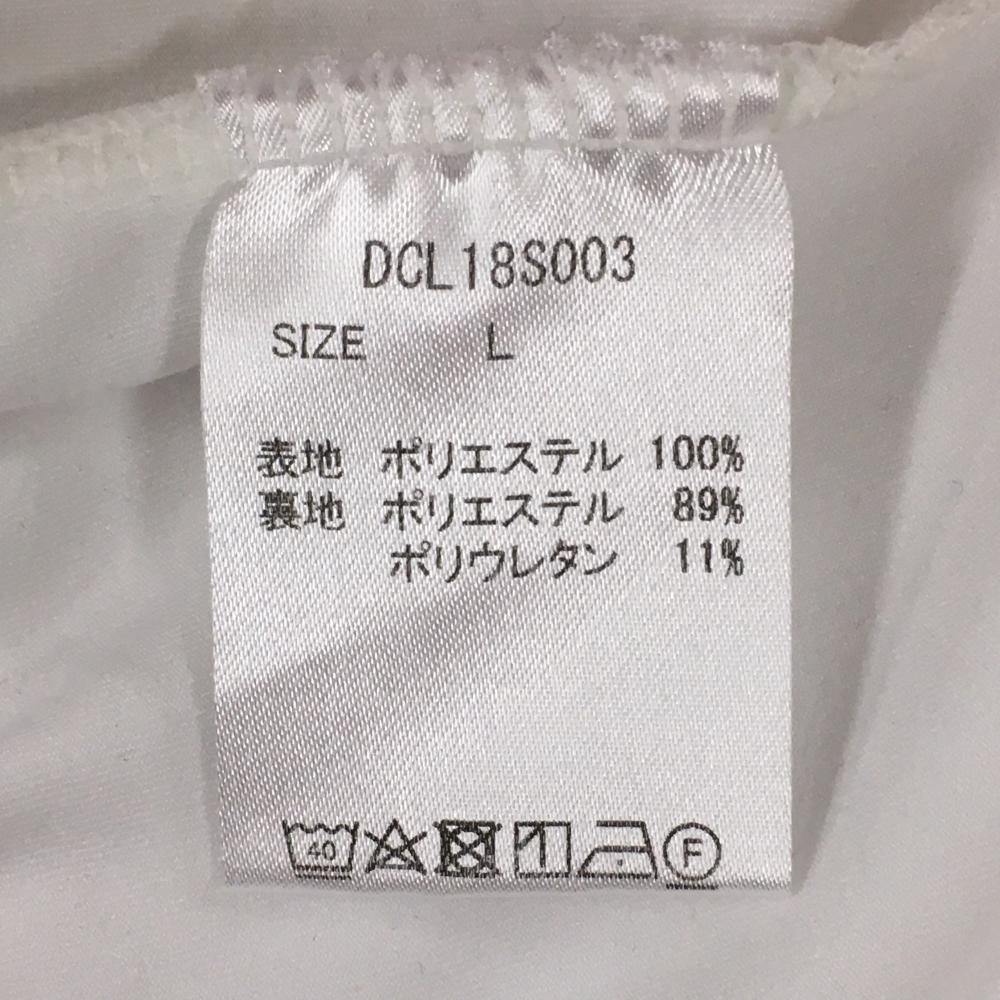 DCL18S003
SIZE L
表地 ポリエステル 100%
裏地 ポリエステル 89%
ポリウレタン 11%
40 F